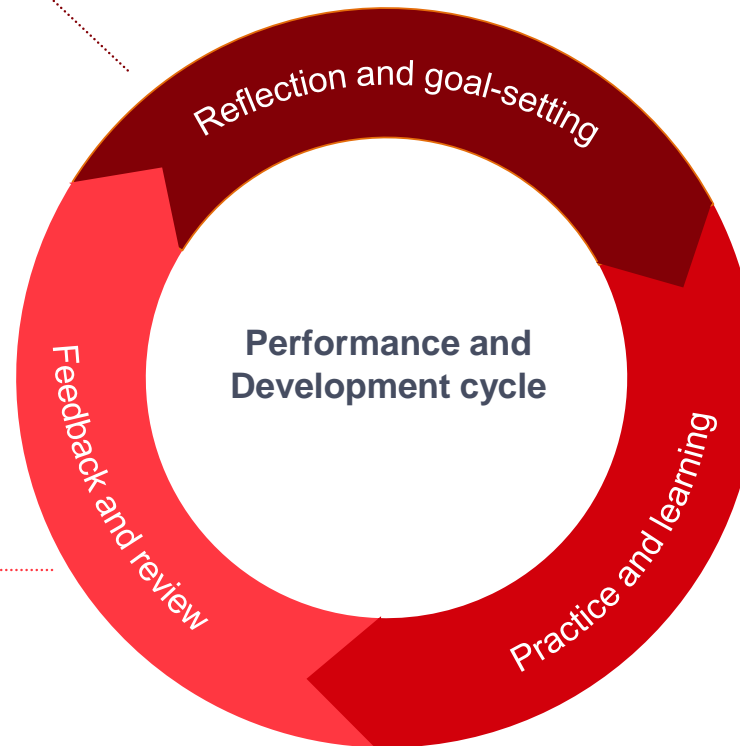 Reflection and goal-setting
Performance and
Development cycle
Feedback and review
Practice and learning